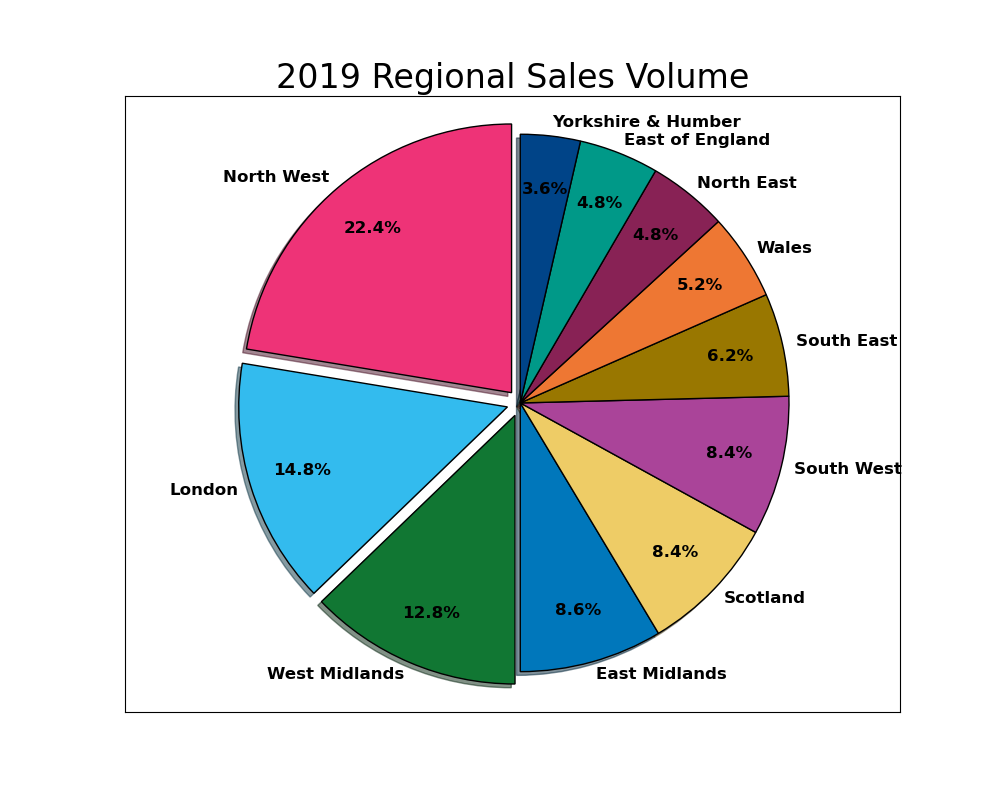 2019 Regional Sales Volume
Yorkshire & Humber
East of England
North West
North East
3.6%
4.8%
22.4%
4.8%
Wales
5.2%
South East
6.2%
8.4%
14.8%
South West
London
8.4%
Scotland
8.6%
12.8%
West Midlands
East Midlands